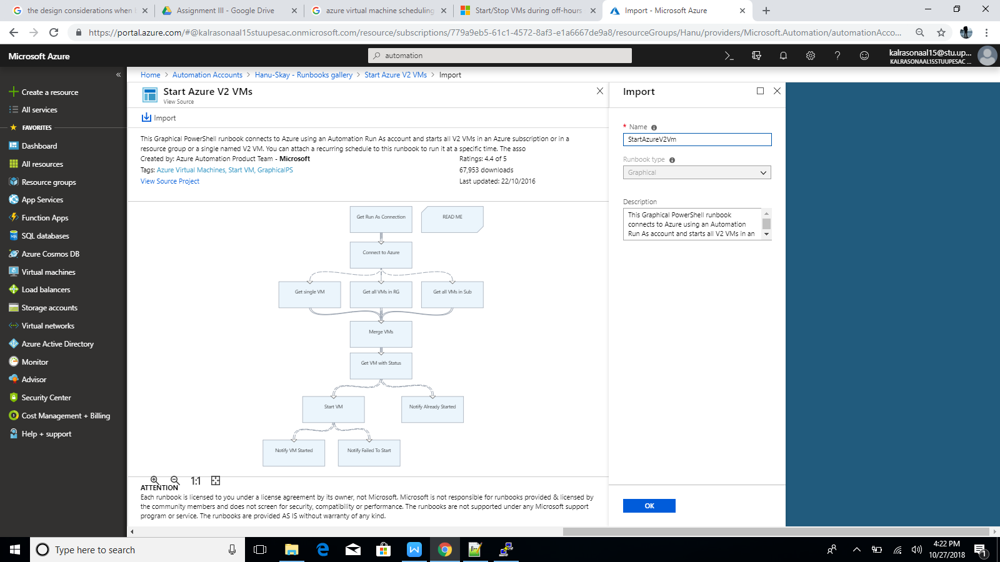 the design considerations when
Assignment III - Google Drive
azure virtual machine scheduling
Start/Stop VMs during off-hours
Import - Microsoft Azure
https://portal.azure.com/#@kalrasonaal15stuupesac.onmicrosoft.com/resource/subscriptions/779a9eb5-61c1-4572-8af3-e1a6667de9a8/resourceGroups/Hanu/providers/Microsoft.Automation/automationAcco...
Microsoft Azure
automation
kalrasonaal15@stu.up...
KALRASONAAL15STUUPESAC ...
Home > Automation Accounts > Hanu-Skay - Runbooks gallery > Start Azure V2 VMs > Import
Create a resource
All services
FAVORITES
Dashboard
All resources
Resource groups
App Services
Function Apps
SQL databases
Azure Cosmos DB
Virtual machines
Load balancers
Storage accounts
Virtual networks
Azure Active Directory
Monitor
Advisor
Security Center
Cost Management + Billing
Help + support
Start Azure V2 VMs
View Source
Import
This Graphical PowerShell runbook connects to Azure using an Automation Run As account and starts all V2 VMs in an Azure subscription or in a
resource group or a single named V2 VM. You can attach a recurring schedule to this runbook to run it at a specific time. The asso
Created by: Azure Automation Product Team - Microsoft
Ratings: 4.4 of 5
Tags: Azure Virtual Machines, Start VM, GraphicalPS
67,953 downloads
View Source Project
Last updated: 22/10/2016
Get Run As Connection
READ ME
Connect to Azure
Get single VM
Get all VMs in RG
Get all VMs in Sub
Merge VMs
Get VM with Status
Start VM
Notify Already Started
Notify VM Started
Notify Failed To Start
1:1
ATTENTION
Each runbook is licensed to you under a license agreement by its owner, not Microsoft. Microsoft is not responsible for runbooks provided & licensed by
the community members and does not screen for security, compatibility or performance. The runbooks are not supported under any Microsoft support
program or service. The runbooks are provided AS IS without warranty of any kind.
Import
* Name
StartAzureV2Vm
Runbook type
Graphical
Description
This Graphical PowerShell runbook
connects to Azure using an Automation
Run As account and starts all V2 VMs in an
OK
Type here to search
4:22 PM
10/27/2018
1